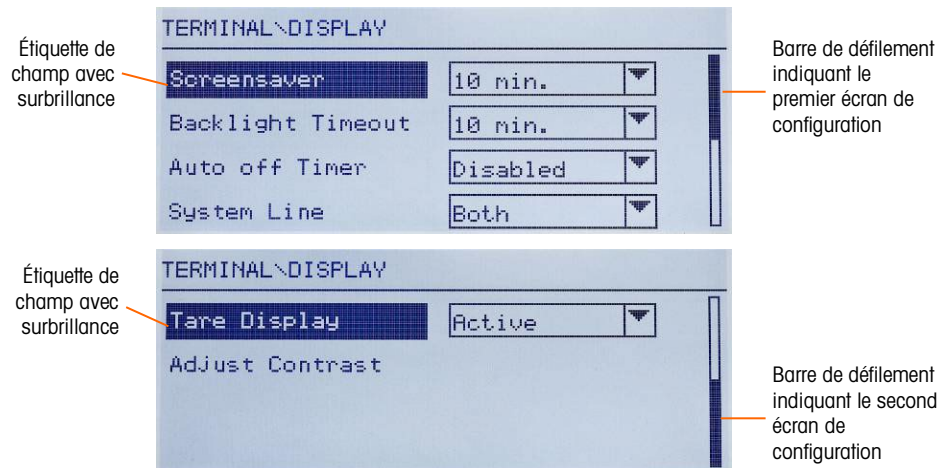 TERMINAL\DISPLAY
Étiquette de
champ avec
surbrillance
Screensaver
10 min.
Backlight Timeout
10 min.
Auto off Timer
Disabled
System Line
Both
Barre de défilement
indiquant le
premier écran de
configuration
TERMINAL\DISPLAY
Étiquette de
champ avec
surbrillance
Tare Display
Active
Adjust Contrast
Barre de défilement
indiquant le second
écran de
configuration